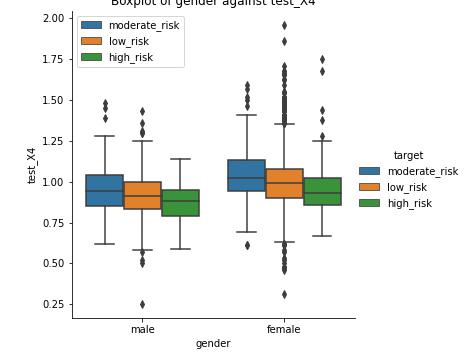 Boxplot of gender against test_X4
moderate_risk
low_risk
high_risk
2.00
1.75
1.50
1.25
1.00
0.75
0.50
0.25
test_X4
male
female
gender
target
moderate_risk
low_risk
high_risk